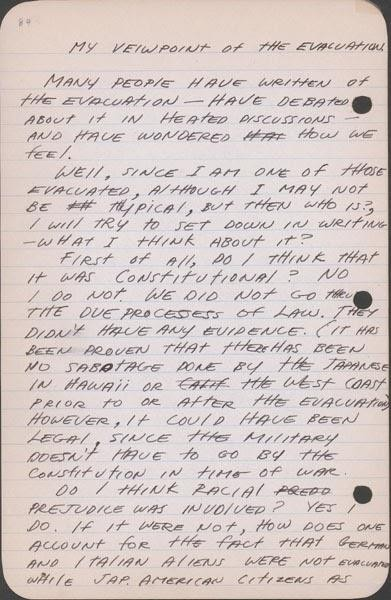 84
MY VEIWPOINT OF THE EVACUATION
MANY PEOPLE HAVE WRITTEN OF
THE EVACUATION — HAVE DEBATED
ABOUT IT IN HEATED DISCUSSIONS —
AND HAVE WONDERED HOW WE
FEEL.
WELL, SINCE I AM ONE OF THOSE
EVACUATED, ALTHOUGH I MAY NOT
BE TYPICAL, BUT THEN WHO IS?,
I WILL TRY TO SET DOWN IN WRITING
—WHAT I THINK ABOUT IT?
FIRST OF ALL, DO I THINK THAT
IT WAS CONSTITUTIONAL? NO
I DO NOT. WE DID NOT GO THRU
THE DUE PROCESSESS OF LAW. THEY
DIDN'T HAVE ANY EVIDENCE. (IT HAS
BEEN PROVEN THAT THERE HAS BEEN
NO SABOTAGE DONE BY THE JAPANESE
IN HAWAII OR CALIF THE WEST COAST
PRIOR TO OR AFTER THE EVACUATION)
HOWEVER, IT COULD HAVE BEEN
LEGAL, SINCE THE MILITARY
DOESN'T HAVE TO GO BY THE
CONSTITUTION IN TIME OF WAR.
DO I THINK RACIAL PREDD
PREJUDICE WAS INVOLVED? YES I
DO. IF IT WERE NOT, HOW DOES ONE
ACCOUNT FOR THE FACT THAT GERMAN
AND ITALIAN ALIENS WERE NOT EVACUATED
WHILE JAP. AMERICAN CITIZENS AS